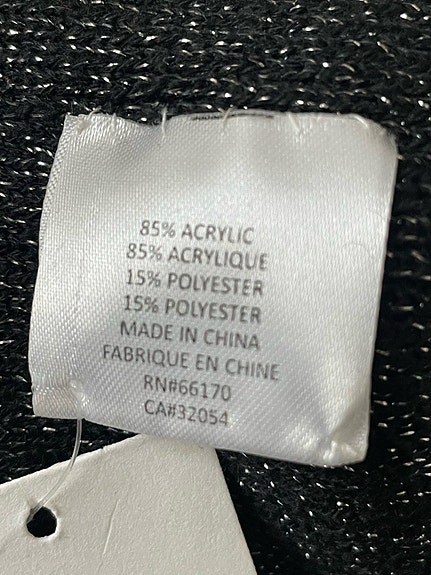 85% ACRYLIC
85% ACRYLIQUE
15% POLYESTER
15% POLYESTER
MADE IN CHINA
FABRIQUE EN CHINE
RN#66170
CA#32054